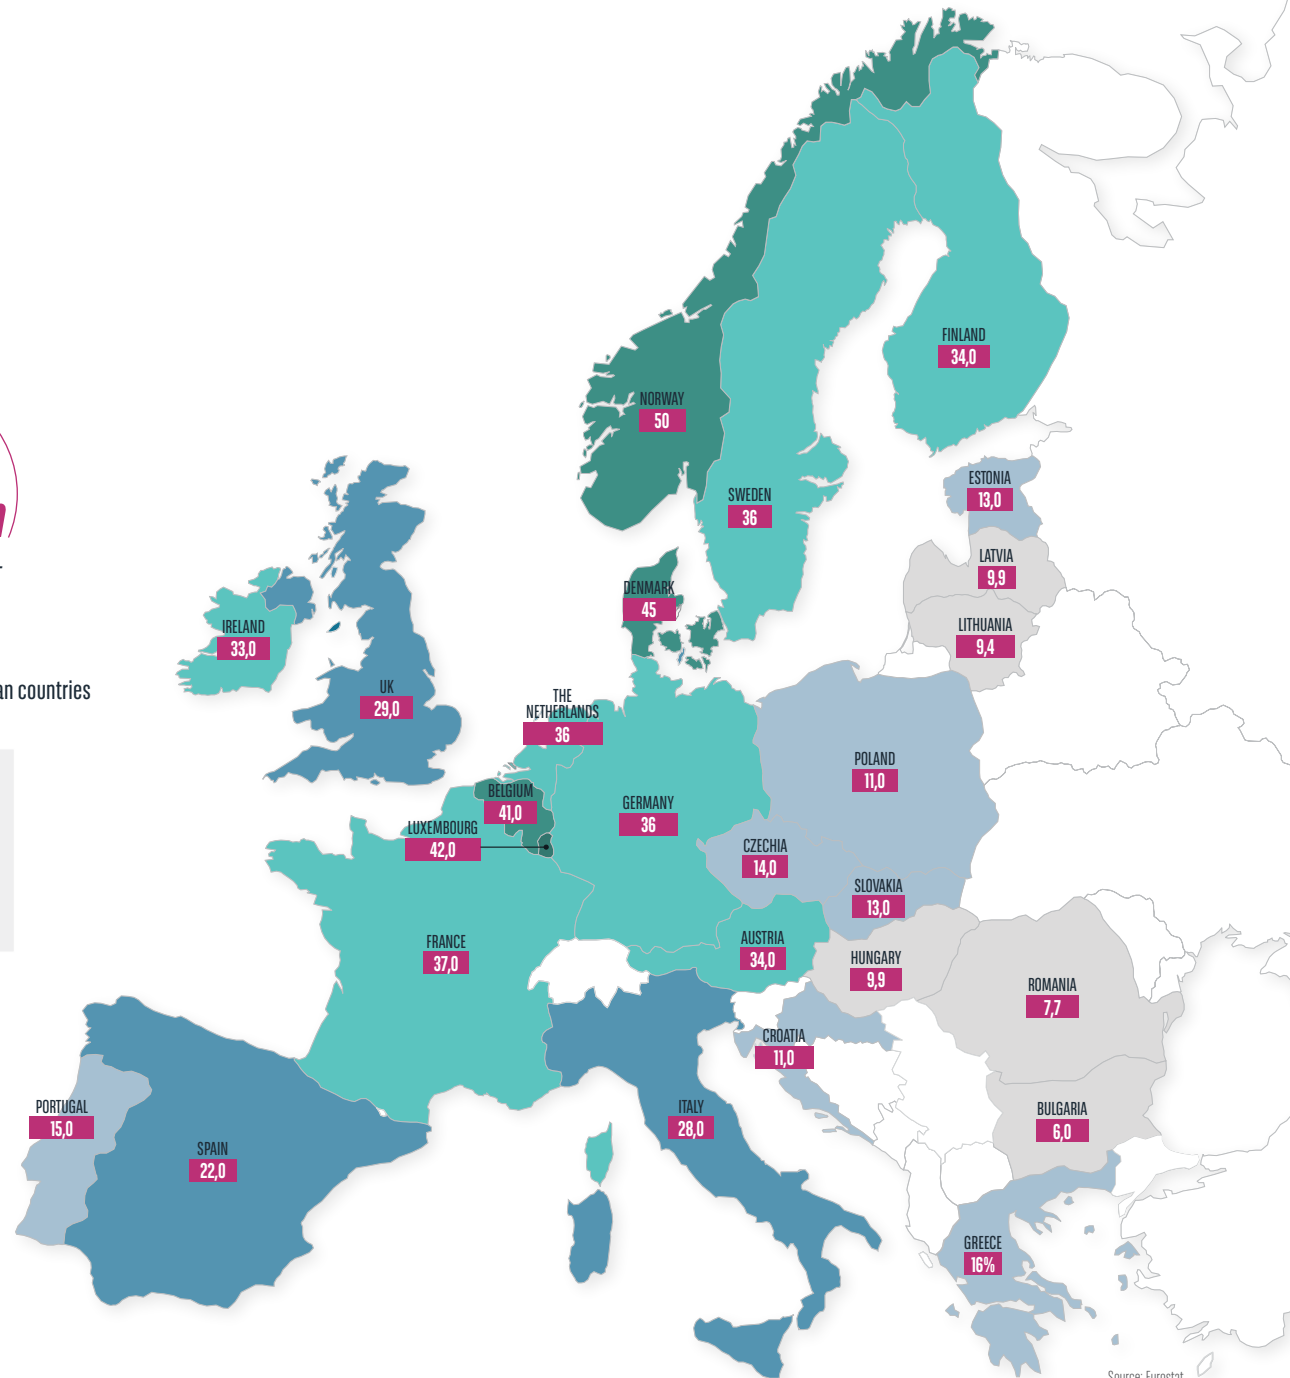 FINLAND
34,0
NORWAY
50
ESTONIA
13,0
SWEDEN
36
LATVIA
9,9
DENMARK
45
LITHUANIA
9,4
IRELAND
33,0
an countries
UK
29,0
THE
NETHERLANDS
36
POLAND
11,0
BELGIUM
41,0
GERMANY
36
LUXEMBOURG
42,0
CZECHIA
14,0
SLOVAKIA
13,0
FRANCE
37,0
AUSTRIA
34,0
HUNGARY
9,9
ROMANIA
7,7
CROATIA
11,0
PORTUGAL
15,0
ITALY
28,0
BULGARIA
6,0
SPAIN
22,0
GREECE
16%
Source: Eurostat